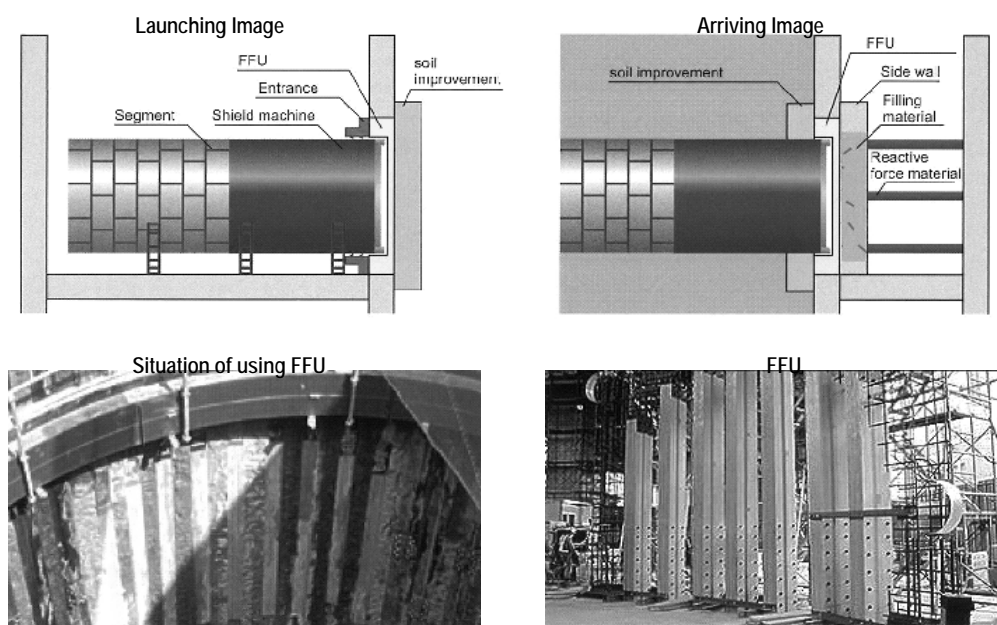 Launching Image
FFU
Entrance
Segment
Shield machine
soil
improvement
Arriving Image
FFU
soil improvement
Side wall
Filling
material
Reactive
force material
Situation of using FFU
FFU